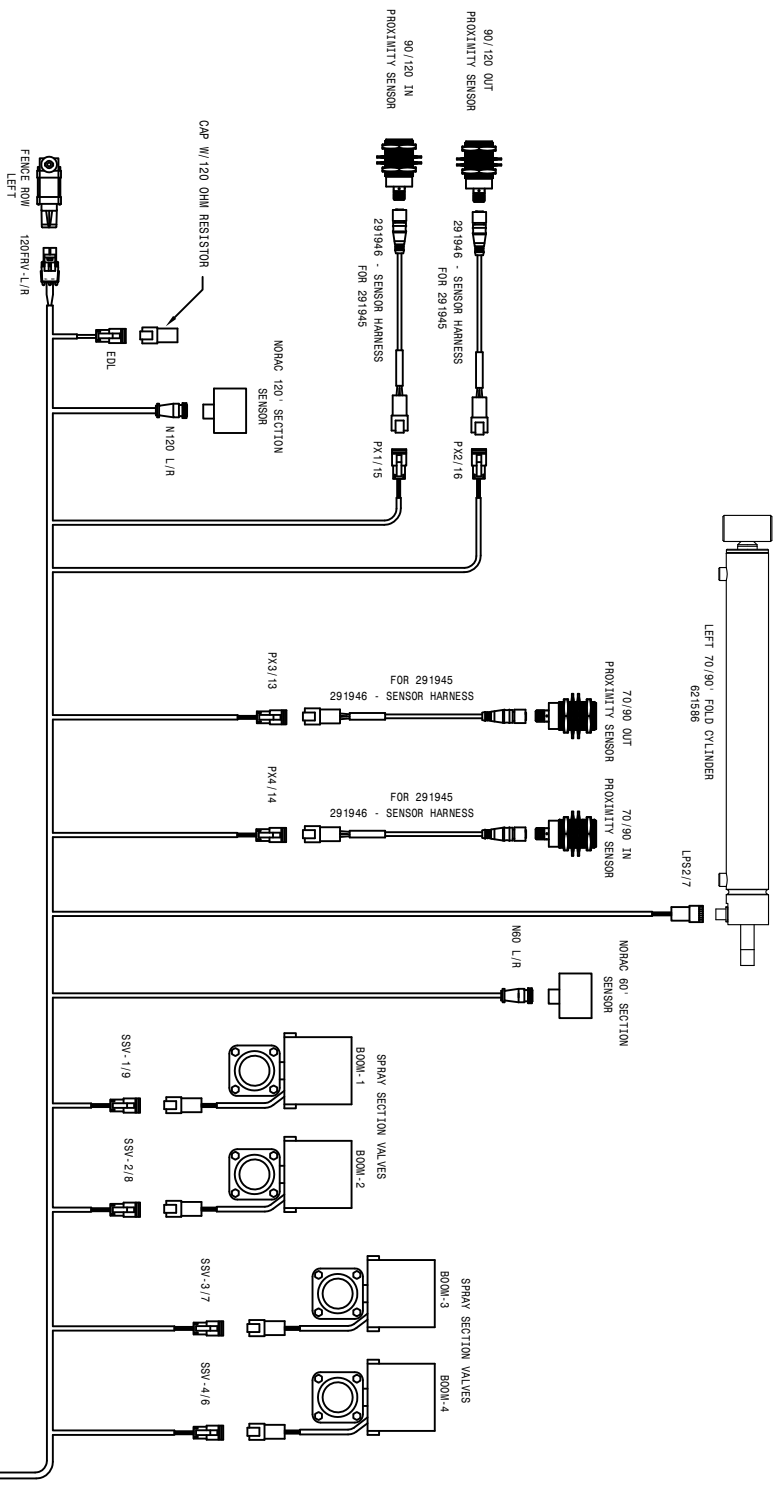 90/120 OUT
PROXIMITY SENSOR
90/120 IN
PROXIMITY SENSOR
291946 - SENSOR HARNESS
FOR 291945
291946 - SENSOR HARNESS
FOR 291945
PX2/16
PX1/15
CAP W/120 OHM RESISTOR
FENCE ROW
LEFT
120FRV-L/R
EDL
NORAC 120' SECTION
SENSOR
N120 L/R
LEFT 70/90' FOLD CYLINDER
621586
70/90 OUT
PROXIMITY SENSOR
FOR 291945
291946 - SENSOR HARNESS
PX3/13
70/90 IN
PROXIMITY SENSOR
FOR 291945
291946 - SENSOR HARNESS
PX4/14
LPS2/7
NORAC 60' SECTION
SENSOR
N60 L/R
SPRAY SECTION VALVES
BOOM-1
BOOM-2
SSV-1/9
SSV-2/8
SPRAY SECTION VALVES
BOOM-3
BOOM-4
SSV-3/7
SSV-4/6